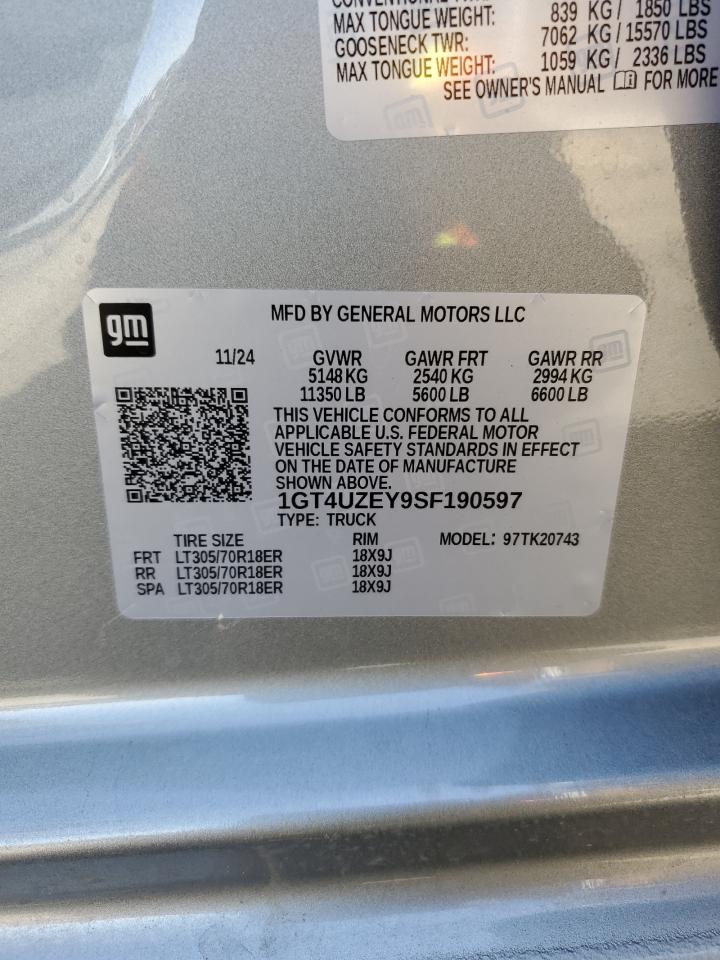 MAX TONGUE WEIGHT: 839 KG/ 1850 LBS
GOOSENECK TWR: 7062 KG/15570 LBS
MAX TONGUE WEIGHT: 1059 KG/ 2336 LBS
SEE OWNER'S MANUAL FOR MORE
gm
MFD BY GENERAL MOTORS LLC
11/24 GVWR GAWR FRT GAWR RR
5148 KG 2540 KG 2994 KG
11350 LB 5600 LB 6600 LB
THIS VEHICLE CONFORMS TO ALL
APPLICABLE U.S. FEDERAL MOTOR
VEHICLE SAFETY STANDARDS IN EFFECT
ON THE DATE OF MANUFACTURE
SHOWN ABOVE.
1GT4UZEY9SF190597
TYPE: TRUCK
TIRE SIZE RIM MODEL: 97TK20743
FRT LT305/70R18ER 18X9J
RR LT305/70R18ER 18X9J
SPA LT305/70R18ER 18X9J